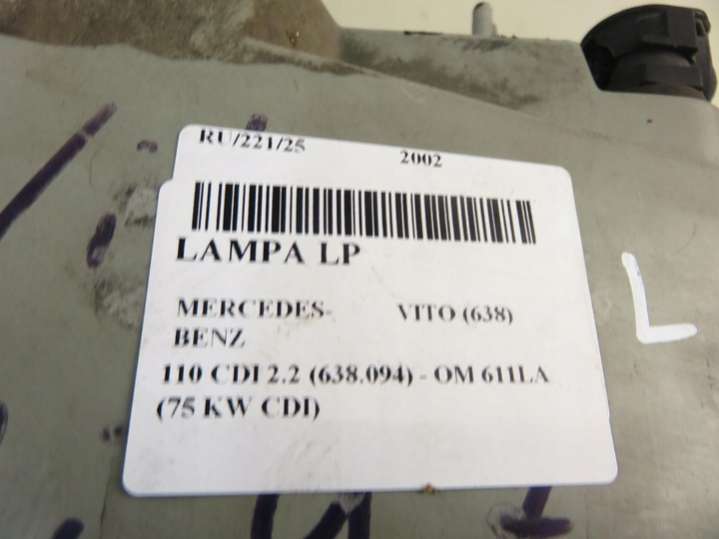 RU/221/25 2002
LAMPA LP
MERCEDES- VITO (638)
BENZ
110 CDI 2.2 (638.094) - OM 611LA
(75 KW CDI)
L